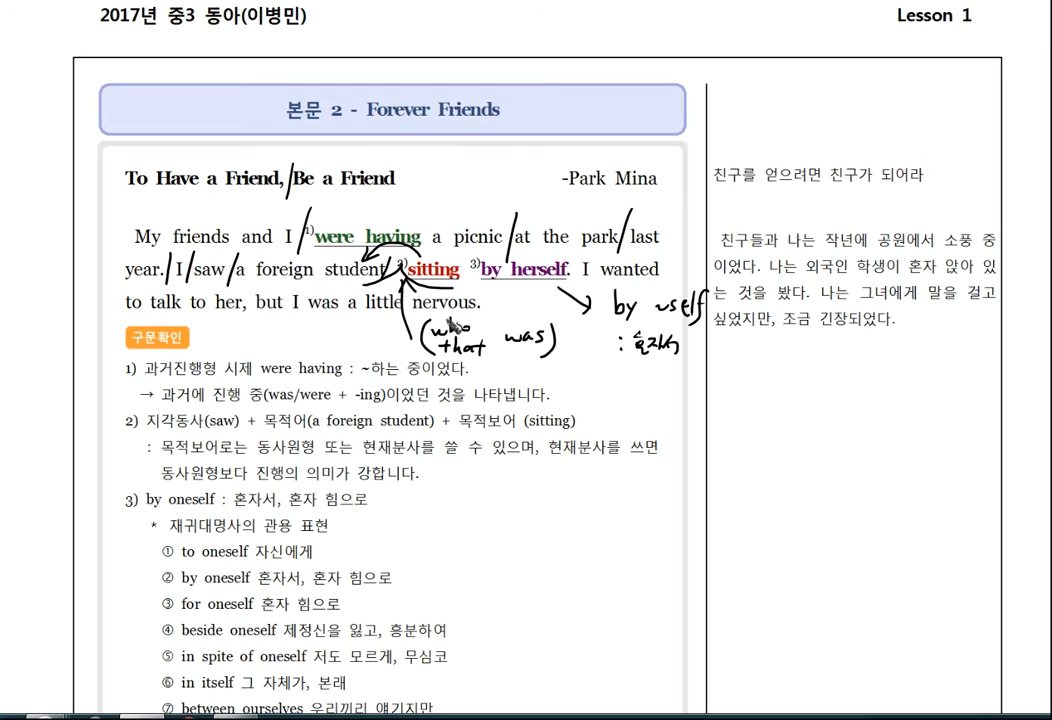 2017년 중3 동아(이병민) Lesson 1
본문 2 - Forever Friends
To Have a Friend, Be a Friend -Park Mina
My friends and I 1)were having a picnic at the park last
year. I saw a foreign student 2)sitting 3)by herself. I wanted
to talk to her, but I was a little nervous.
by self
: 혼자서
(who
that was)
구문확인
1) 과거진행형 시제 were having : ~하는 중이었다.
→ 과거에 진행 중(was/were + -ing)이었던 것을 나타냅니다.
2) 지각동사(saw) + 목적어(a foreign student) + 목적보어 (sitting)
: 목적보어로는 동사원형 또는 현재분사를 쓸 수 있으며, 현재분사를 쓰면
동사원형보다 진행의 의미가 강합니다.
3) by oneself : 혼자서, 혼자 힘으로
* 재귀대명사의 관용 표현
① to oneself 자신에게
② by oneself 혼자서, 혼자 힘으로
③ for oneself 혼자 힘으로
④ beside oneself 제정신을 잃고, 흥분하여
⑤ in spite of oneself 저도 모르게, 무심코
⑥ in itself 그 자체가, 본래
⑦ between ourselves 우리끼리 얘기지만
친구를 얻으려면 친구가 되어라
친구들과 나는 작년에 공원에서 소풍 중
이었다. 나는 외국인 학생이 혼자 앉아 있
는 것을 봤다. 나는 그녀에게 말을 걸고
싶었지만, 조금 긴장되었다.